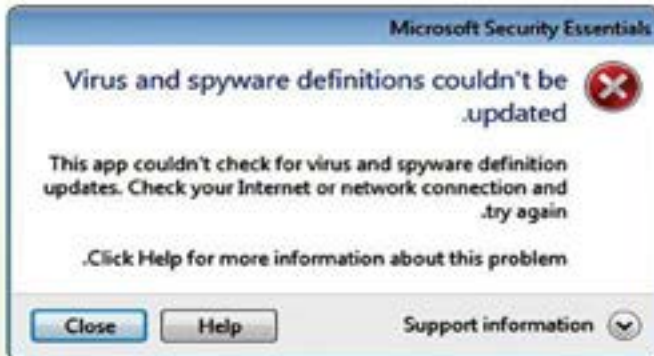 Microsoft Security Essentials
Virus and spyware definitions couldn't be
.updated
This app couldn't check for virus and spyware definition
updates. Check your Internet or network connection and
.try again
.Click Help for more information about this problem
Close
Help
Support information